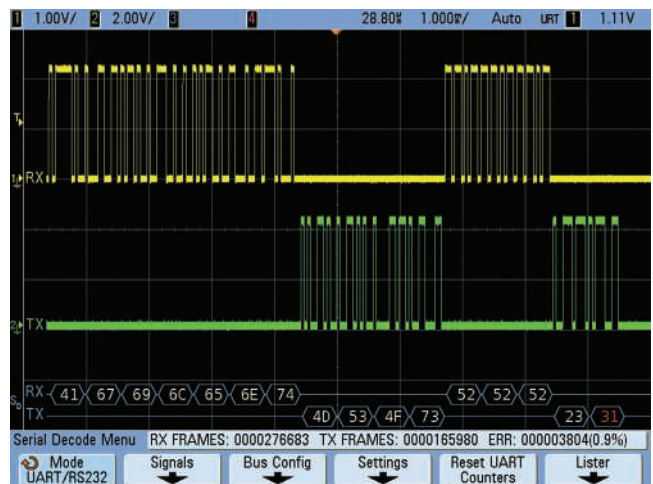 1 1.00V/ 2 2.00V/ 3 4 28.80% 1.000%/ Auto URT 1 1.11V
T
1 RX
2 TX
S0 RX 41 67 69 6C 65 6E 74 52 52 52
TX 4D 53 4F 73 23 31
Serial Decode Menu RX FRAMES: 0000276683 TX FRAMES: 0000165980 ERR: 000003804(0.9%)
Mode Signals Bus Config Settings Reset UART Lister
UART/RS232 Counters